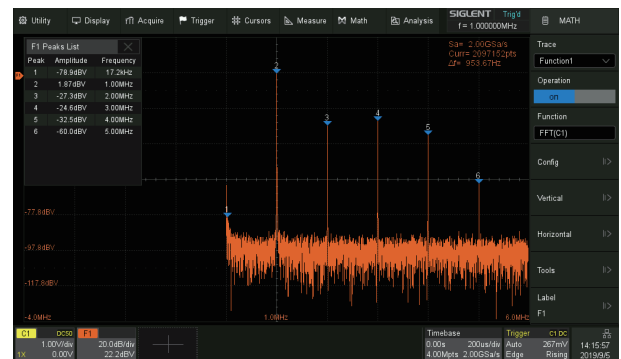 Utility Display Acquire Trigger Cursors Measure Math Analysis SIGLENT Trig'd
f = 1.000000MHz
MATH
F1 Peaks List
Peak Amplitude Frequency
1 -78.9dBV 17.2kHz
2 1.87dBV 1.00MHz
3 -27.3dBV 2.00MHz
4 -24.6dBV 3.00MHz
5 -32.5dBV 4.00MHz
6 -60.0dBV 5.00MHz
Sa= 2.00GSa/s
Curr= 2097152pts
Δf= 953.67Hz
2
3
4
5
6
1
-77.8dBV
-97.8dBV
-117.8dBV
-4.0MHz 1.0MHz 6.0MHz
Trace
Function1
Operation
on
Function
FFT(C1)
Config
Vertical
Horizontal
Tools
Label
F1
C1 DC50 F1 Timebase Trigger C1 DC
1.00V/div 20.0dB/div 0.00s 200us/div Auto 267mV 14:15:57
1X 0.00V 22.2dBV 4.00Mpts 2.00GSa/s Edge Rising 2019/9/5